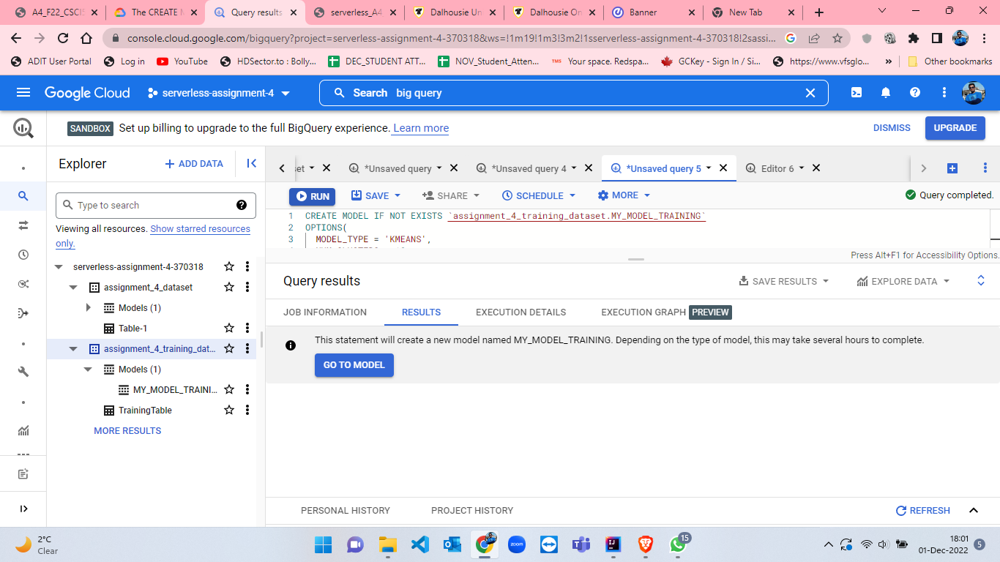 A4_F22_CSCI5
The CREATE M
Query results
serverless_A4
Dalhousie Un
Dalhousie On
Banner
New Tab
console.cloud.google.com/bigquery?project=serverless-assignment-4-370318&ws=!1m19!1m3!3m2!1sserverless-assignment-4-370318!2sassi...
ADIT User Portal
Log in
YouTube
HDSector.to : Bolly...
DEC_STUDENT ATT...
NOV_Student_Atten...
Your space. Redspa...
GCKey - Sign In / Si...
https://www.vfsglo...
»
Other bookmarks
Google Cloud
serverless-assignment-4
Search big query
SANDBOX Set up billing to upgrade to the full BigQuery experience. Learn more
DISMISS
UPGRADE
Explorer
+ ADD DATA
Type to search
Viewing all resources. Show starred resources
only.
serverless-assignment-4-370318
assignment_4_dataset
Models (1)
Table-1
assignment_4_training_dat...
Models (1)
MY_MODEL_TRAINI...
TrainingTable
MORE RESULTS
set
*Unsaved query
*Unsaved query 4
*Unsaved query 5
Editor 6
RUN
SAVE
SHARE
SCHEDULE
MORE
Query completed.
1 CREATE MODEL IF NOT EXISTS `assignment_4_training_dataset.MY_MODEL_TRAINING`
2 OPTIONS(
3 MODEL_TYPE = 'KMEANS',
Press Alt+F1 for Accessibility Options.
Query results
SAVE RESULTS
EXPLORE DATA
JOB INFORMATION
RESULTS
EXECUTION DETAILS
EXECUTION GRAPH PREVIEW
This statement will create a new model named MY_MODEL_TRAINING. Depending on the type of model, this may take several hours to complete.
GO TO MODEL
PERSONAL HISTORY
PROJECT HISTORY
REFRESH
2°C
Clear
zoom
15
18:01
01-Dec-2022
5